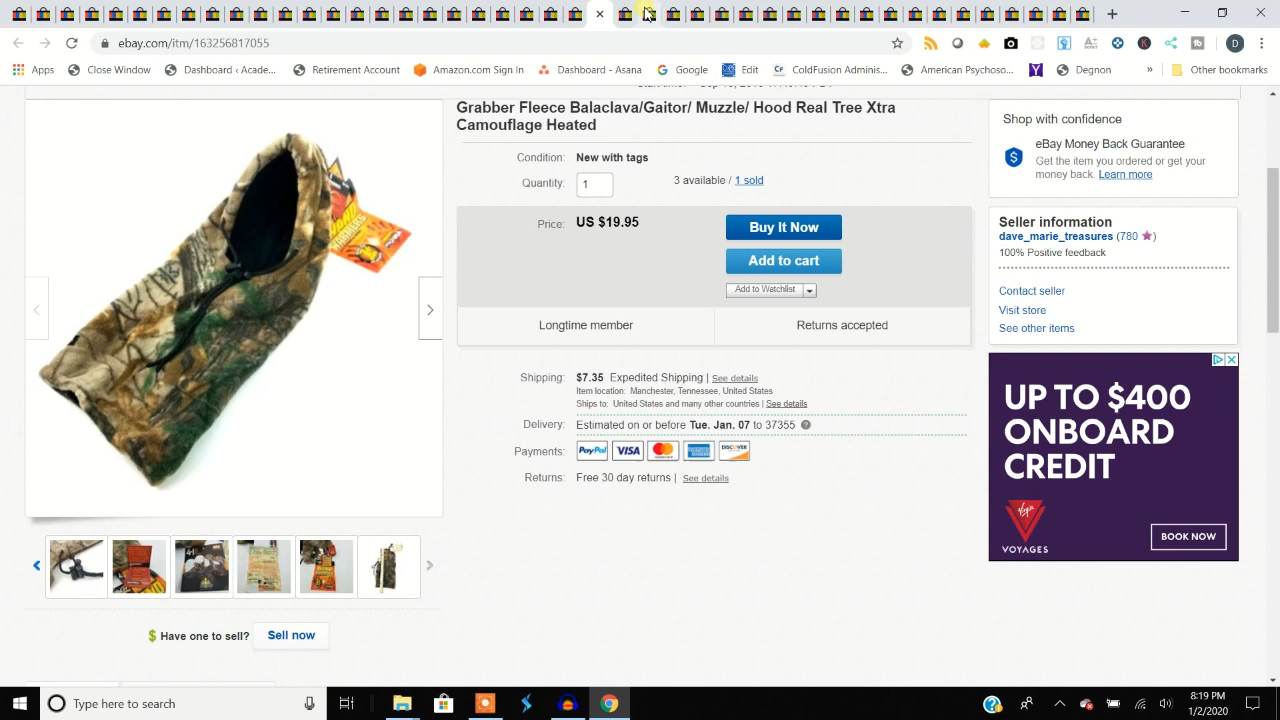 ebay.com/itm/163256817055
D
Apps
Close Window
Dashboard ‹ Acade...
Retirement Account
Amazon.com Sign In
Dashboard - Asana
Google
Edit
ColdFusion Adminis...
American Psychoso...
Degnon
»
Other bookmarks
Grabber Fleece Balaclava/Gaitor/ Muzzle/ Hood Real Tree Xtra
Camouflage Heated
Condition: New with tags
Quantity: 1 3 available / 1 sold
Price: US $19.95
Buy It Now
Add to cart
Add to Watchlist
Longtime member Returns accepted
Shipping: $7.35 Expedited Shipping | See details
Item location: Manchester, Tennessee, United States
Ships to: United States and many other countries | See details
Delivery: Estimated on or before Tue. Jan. 07 to 37355
Payments: PayPal VISA MasterCard DISCOVER
Returns: Free 30 day returns | See details
Have one to sell? Sell now
Shop with confidence
eBay Money Back Guarantee
Get the item you ordered or get your
money back. Learn more
Seller information
dave_marie_treasures (780 )
100% Positive feedback
Contact seller
Visit store
See other items
UP TO $400
ONBOARD
CREDIT
Virgin
VOYAGES
BOOK NOW
Type here to search
8:19 PM
1/2/2020